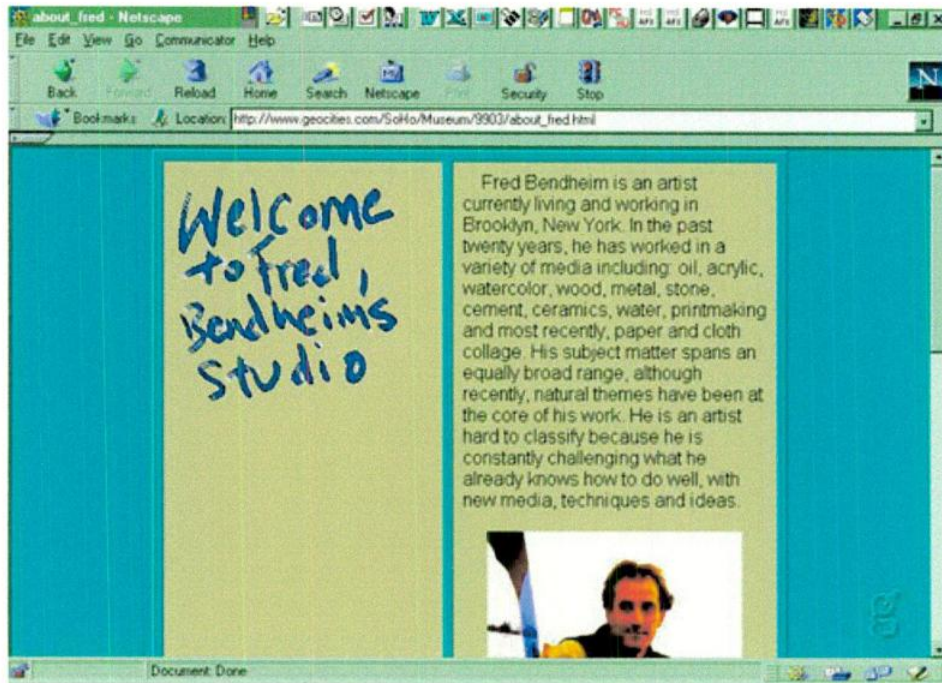 about_fred - Netscape
File Edit View Go Communicator Help
Back Forward Reload Home Search Netscape Print Security Stop
N
Bookmarks Location: http://www.geocities.com/SoHo/Museum/9903/about_fred.html
Welcome
to Fred
Bendheim's
Studio
Fred Bendheim is an artist
currently living and working in
Brooklyn, New York. In the past
twenty years, he has worked in a
variety of media including: oil, acrylic,
watercolor, wood, metal, stone,
cement, ceramics, water, printmaking
and most recently, paper and cloth
collage. His subject matter spans an
equally broad range, although
recently, natural themes have been at
the core of his work. He is an artist
hard to classify because he is
constantly challenging what he
already knows how to do well, with
new media, techniques and ideas.
Document: Done